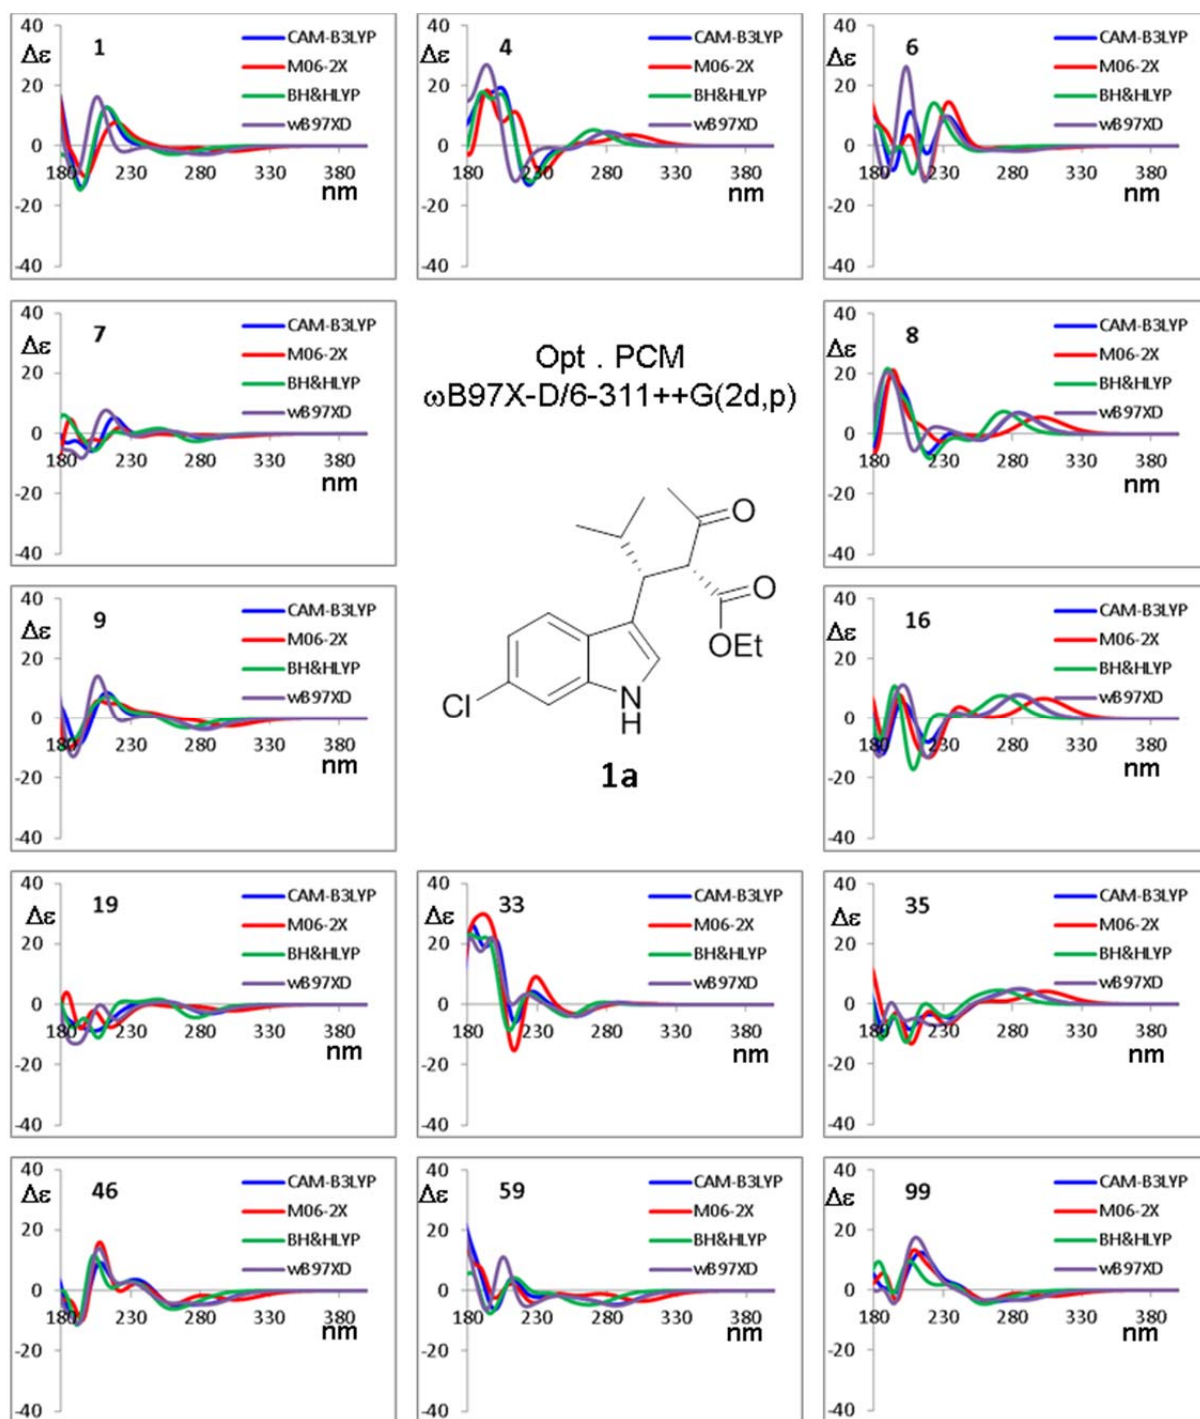 40
Δε
1
20
0
-20
-40
180
230
280
330
380
nm
CAM-B3LYP
M06-2X
BH&HLYP
wB97XD
40
Δε
4
20
0
-20
-40
180
230
280
330
380
nm
CAM-B3LYP
M06-2X
BH&HLYP
wB97XD
40
Δε
6
20
0
-20
-40
180
230
280
330
380
nm
CAM-B3LYP
M06-2X
BH&HLYP
wB97XD
40
Δε
7
20
0
-20
-40
180
230
280
330
380
nm
CAM-B3LYP
M06-2X
BH&HLYP
wB97XD
Opt . PCM
ωB97X-D/6-311++G(2d,p)
O
O
OEt
Cl
N
H
1a
40
Δε
8
20
0
-20
-40
180
230
280
330
380
nm
CAM-B3LYP
M06-2X
BH&HLYP
wB97XD
40
Δε
9
20
0
-20
-40
180
230
280
330
380
nm
CAM-B3LYP
M06-2X
BH&HLYP
wB97XD
40
Δε
16
20
0
-20
-40
180
230
280
330
380
nm
CAM-B3LYP
M06-2X
BH&HLYP
wB97XD
40
Δε
19
20
0
-20
-40
180
230
280
330
380
nm
CAM-B3LYP
M06-2X
BH&HLYP
wB97XD
40
Δε
33
20
0
-20
-40
180
230
280
330
380
nm
CAM-B3LYP
M06-2X
BH&HLYP
wB97XD
40
Δε
35
20
0
-20
-40
180
230
280
330
380
nm
CAM-B3LYP
M06-2X
BH&HLYP
wB97XD
40
Δε
46
20
0
-20
-40
180
230
280
330
380
nm
CAM-B3LYP
M06-2X
BH&HLYP
wB97XD
40
Δε
59
20
0
-20
-40
180
230
280
330
380
nm
CAM-B3LYP
M06-2X
BH&HLYP
wB97XD
40
Δε
99
20
0
-20
-40
180
230
280
330
380
nm
CAM-B3LYP
M06-2X
BH&HLYP
wB97XD